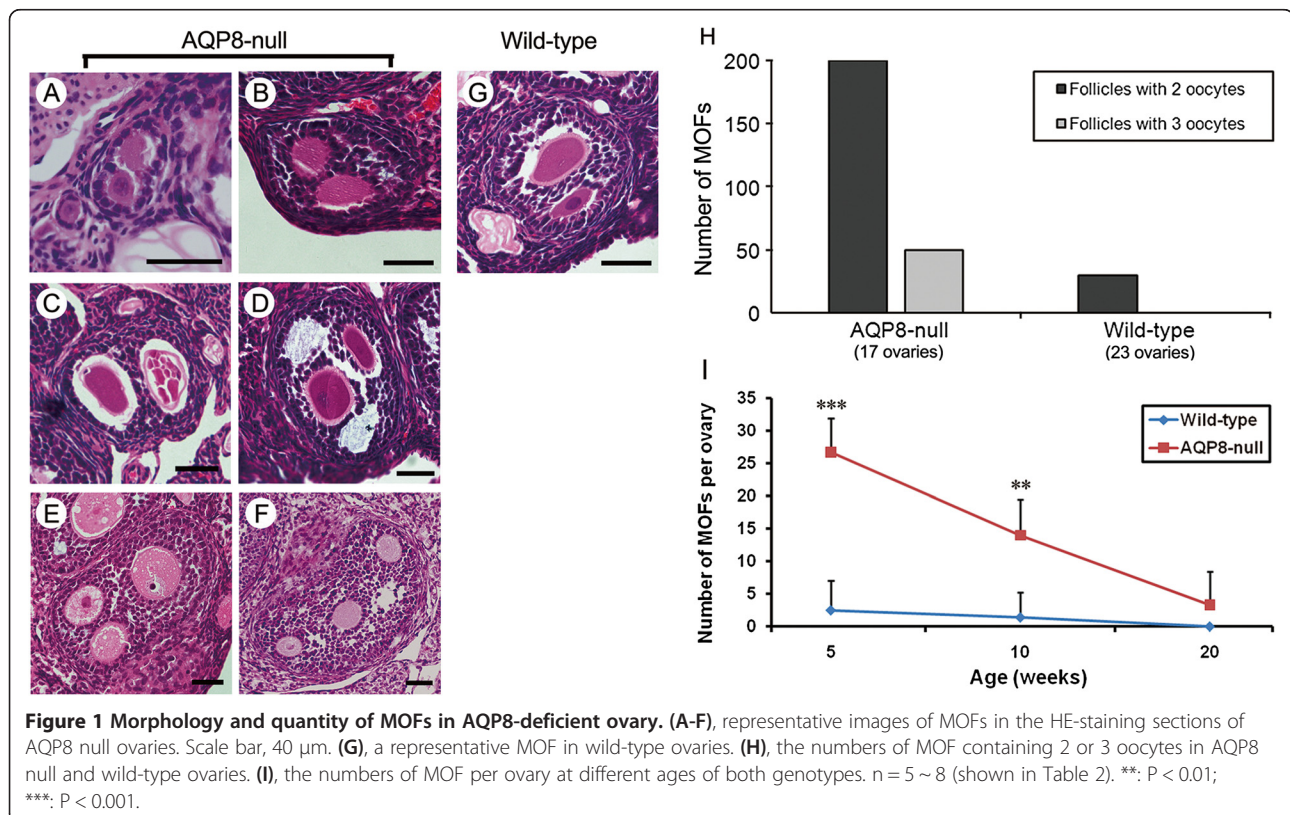 AQP8-null
Wild-type
A
B
G
C
D
E
F
H
Number of MOFs
200
150
100
50
0
Follicles with 2 oocytes
Follicles with 3 oocytes
AQP8-null
(17 ovaries)
Wild-type
(23 ovaries)
I
Number of MOFs per ovary
35
30
25
20
15
10
5
0
***
**
Wild-type
AQP8-null
5
10
20
Age (weeks)
Figure 1 Morphology and quantity of MOFs in AQP8-deficient ovary. (A-F), representative images of MOFs in the HE-staining sections of
AQP8 null ovaries. Scale bar, 40 μm. (G), a representative MOF in wild-type ovaries. (H), the numbers of MOF containing 2 or 3 oocytes in AQP8
null and wild-type ovaries. (I), the numbers of MOF per ovary at different ages of both genotypes. n = 5 ~ 8 (shown in Table 2). **: P < 0.01;
***: P < 0.001.